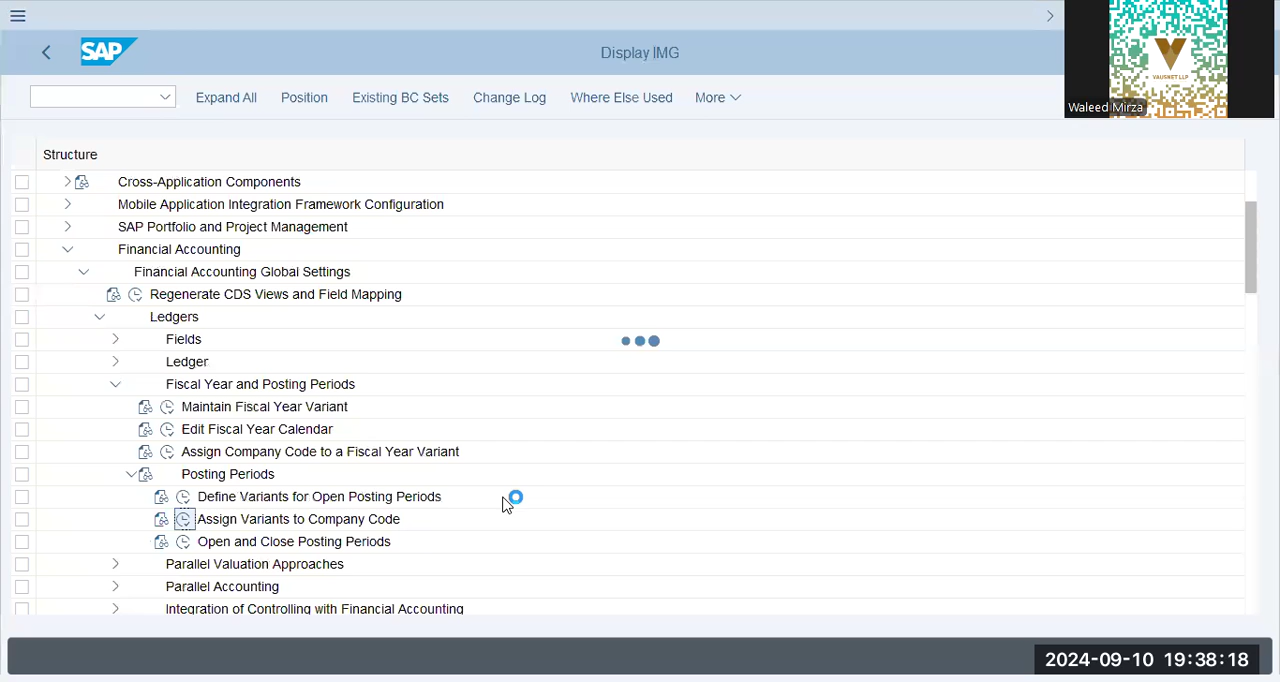 SAP
Display IMG
Expand All
Position
Existing BC Sets
Change Log
Where Else Used
More
VAUSNET LLP
Waleed Mirza
Structure
Cross-Application Components
Mobile Application Integration Framework Configuration
SAP Portfolio and Project Management
Financial Accounting
Financial Accounting Global Settings
Regenerate CDS Views and Field Mapping
Ledgers
Fields
Ledger
Fiscal Year and Posting Periods
Maintain Fiscal Year Variant
Edit Fiscal Year Calendar
Assign Company Code to a Fiscal Year Variant
Posting Periods
Define Variants for Open Posting Periods
Assign Variants to Company Code
Open and Close Posting Periods
Parallel Valuation Approaches
Parallel Accounting
Integration of Controlling with Financial Accounting
2024-09-10 19:38:18